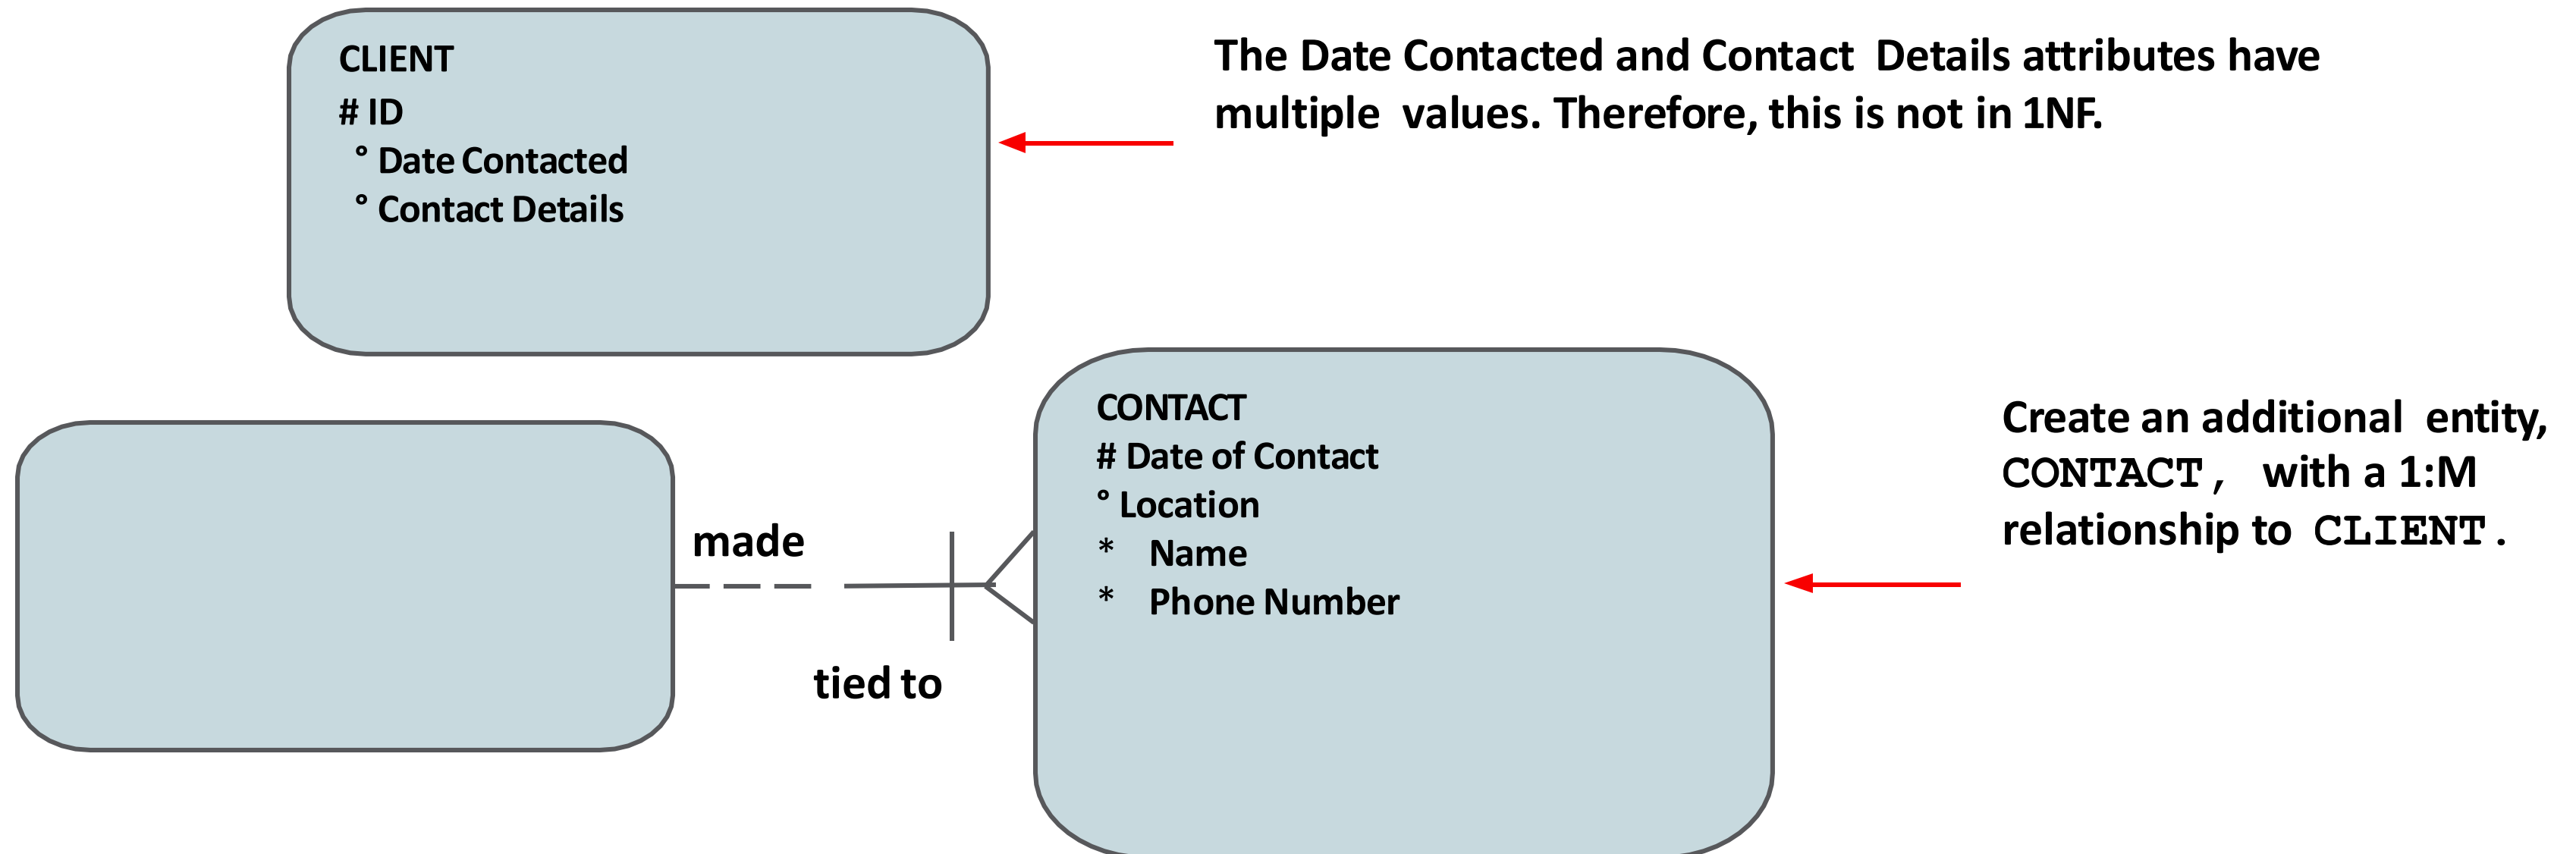 CLIENT
# ID
° Date Contacted
° Contact Details
The Date Contacted and Contact Details attributes have
multiple values. Therefore, this is not in 1NF.
CONTACT
# Date of Contact
° Location
* Name
* Phone Number
made
tied to
Create an additional entity,
CONTACT, with a 1:M
relationship to CLIENT.